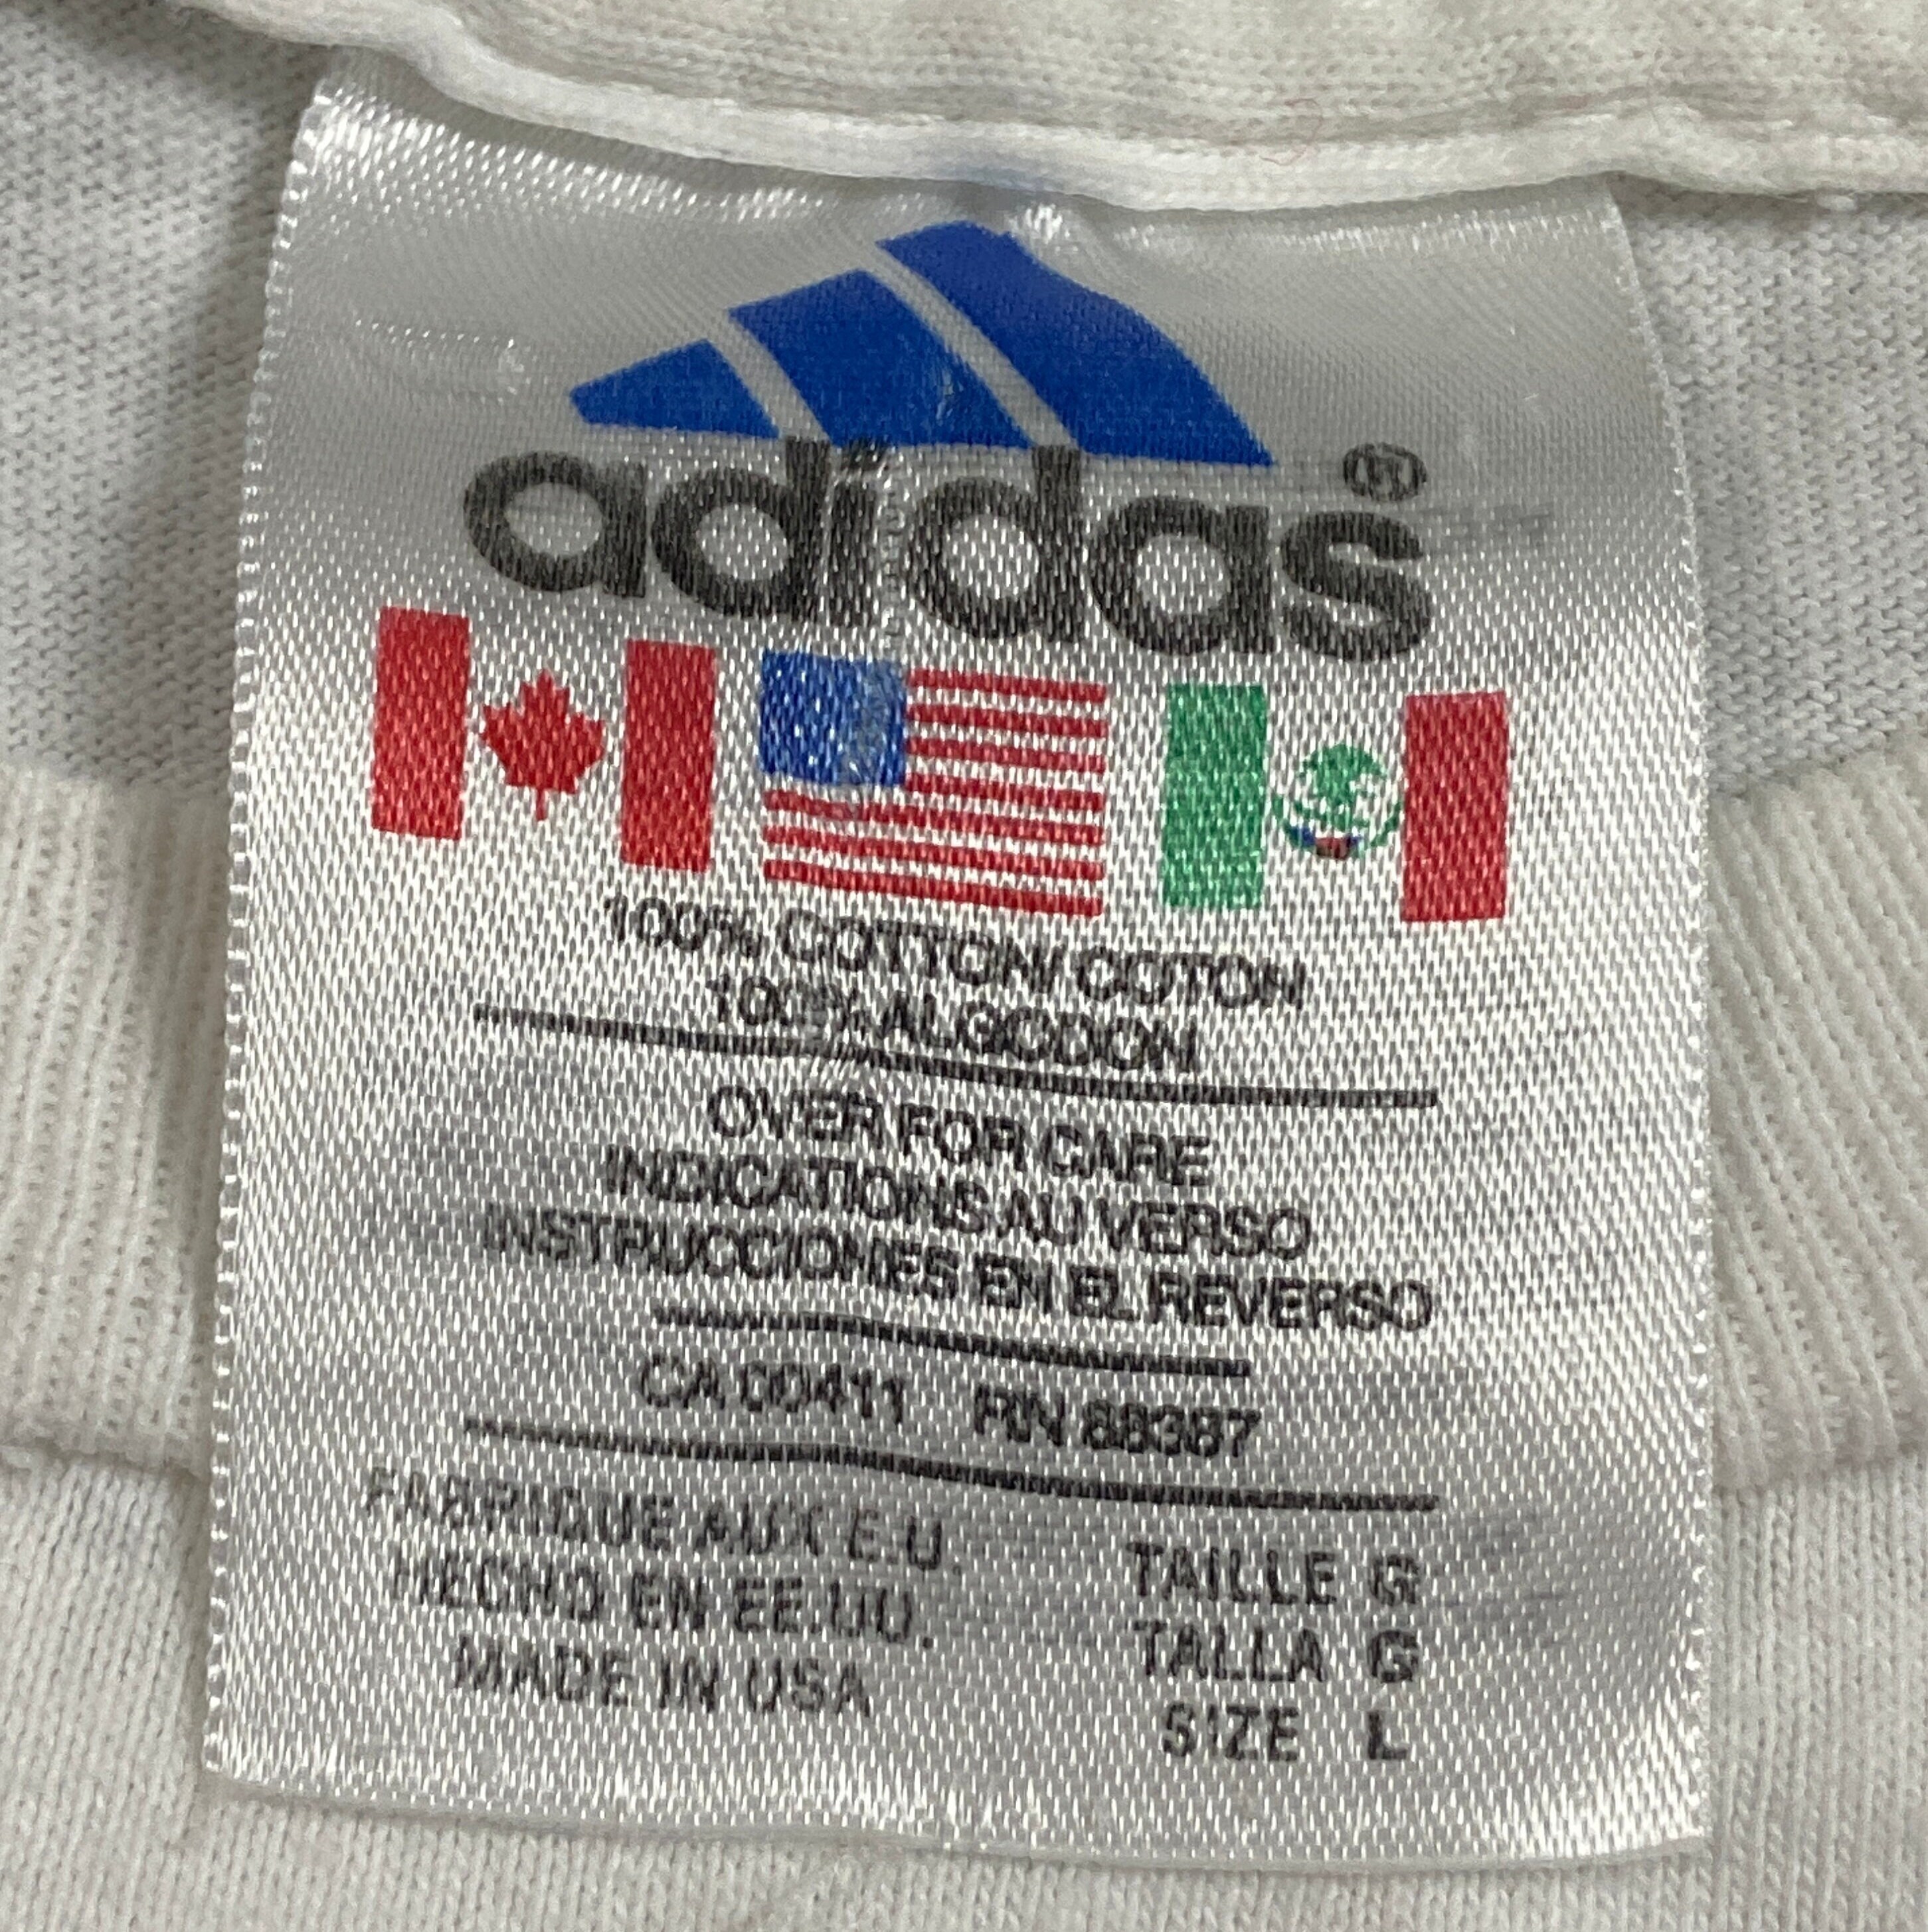 adidas®
100% COTTON/COTON
100% ALGODON
OVER FOR CARE
INDICATIONS AU VERSO
INSTRUCCIONES EN EL REVERSO
CA 00411 RN 88387
FABRIQUE AUX E.U.
HECHO EN EE.UU.
MADE IN USA
TAILLE G
TALLA G
SIZE L